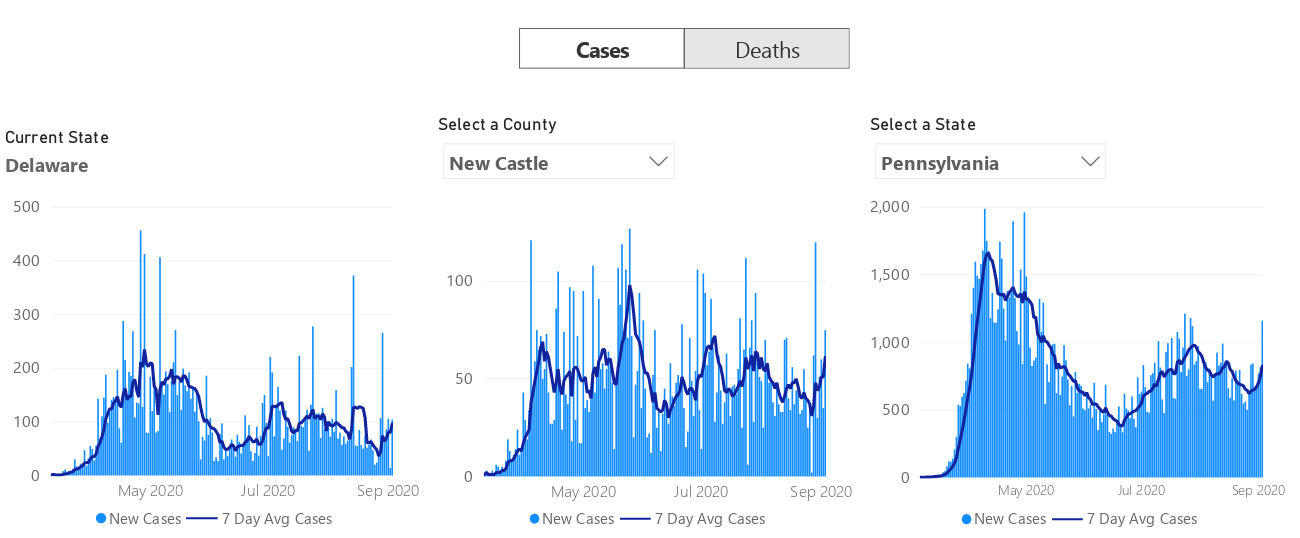 Cases Deaths
Current State
Delaware
Select a County
New Castle
Select a State
Pennsylvania
500
400
300
200
100
0
May 2020 Jul 2020 Sep 2020
New Cases 7 Day Avg Cases
100
50
0
May 2020 Jul 2020 Sep 2020
New Cases 7 Day Avg Cases
2,000
1,500
1,000
500
0
May 2020 Jul 2020 Sep 2020
New Cases 7 Day Avg Cases